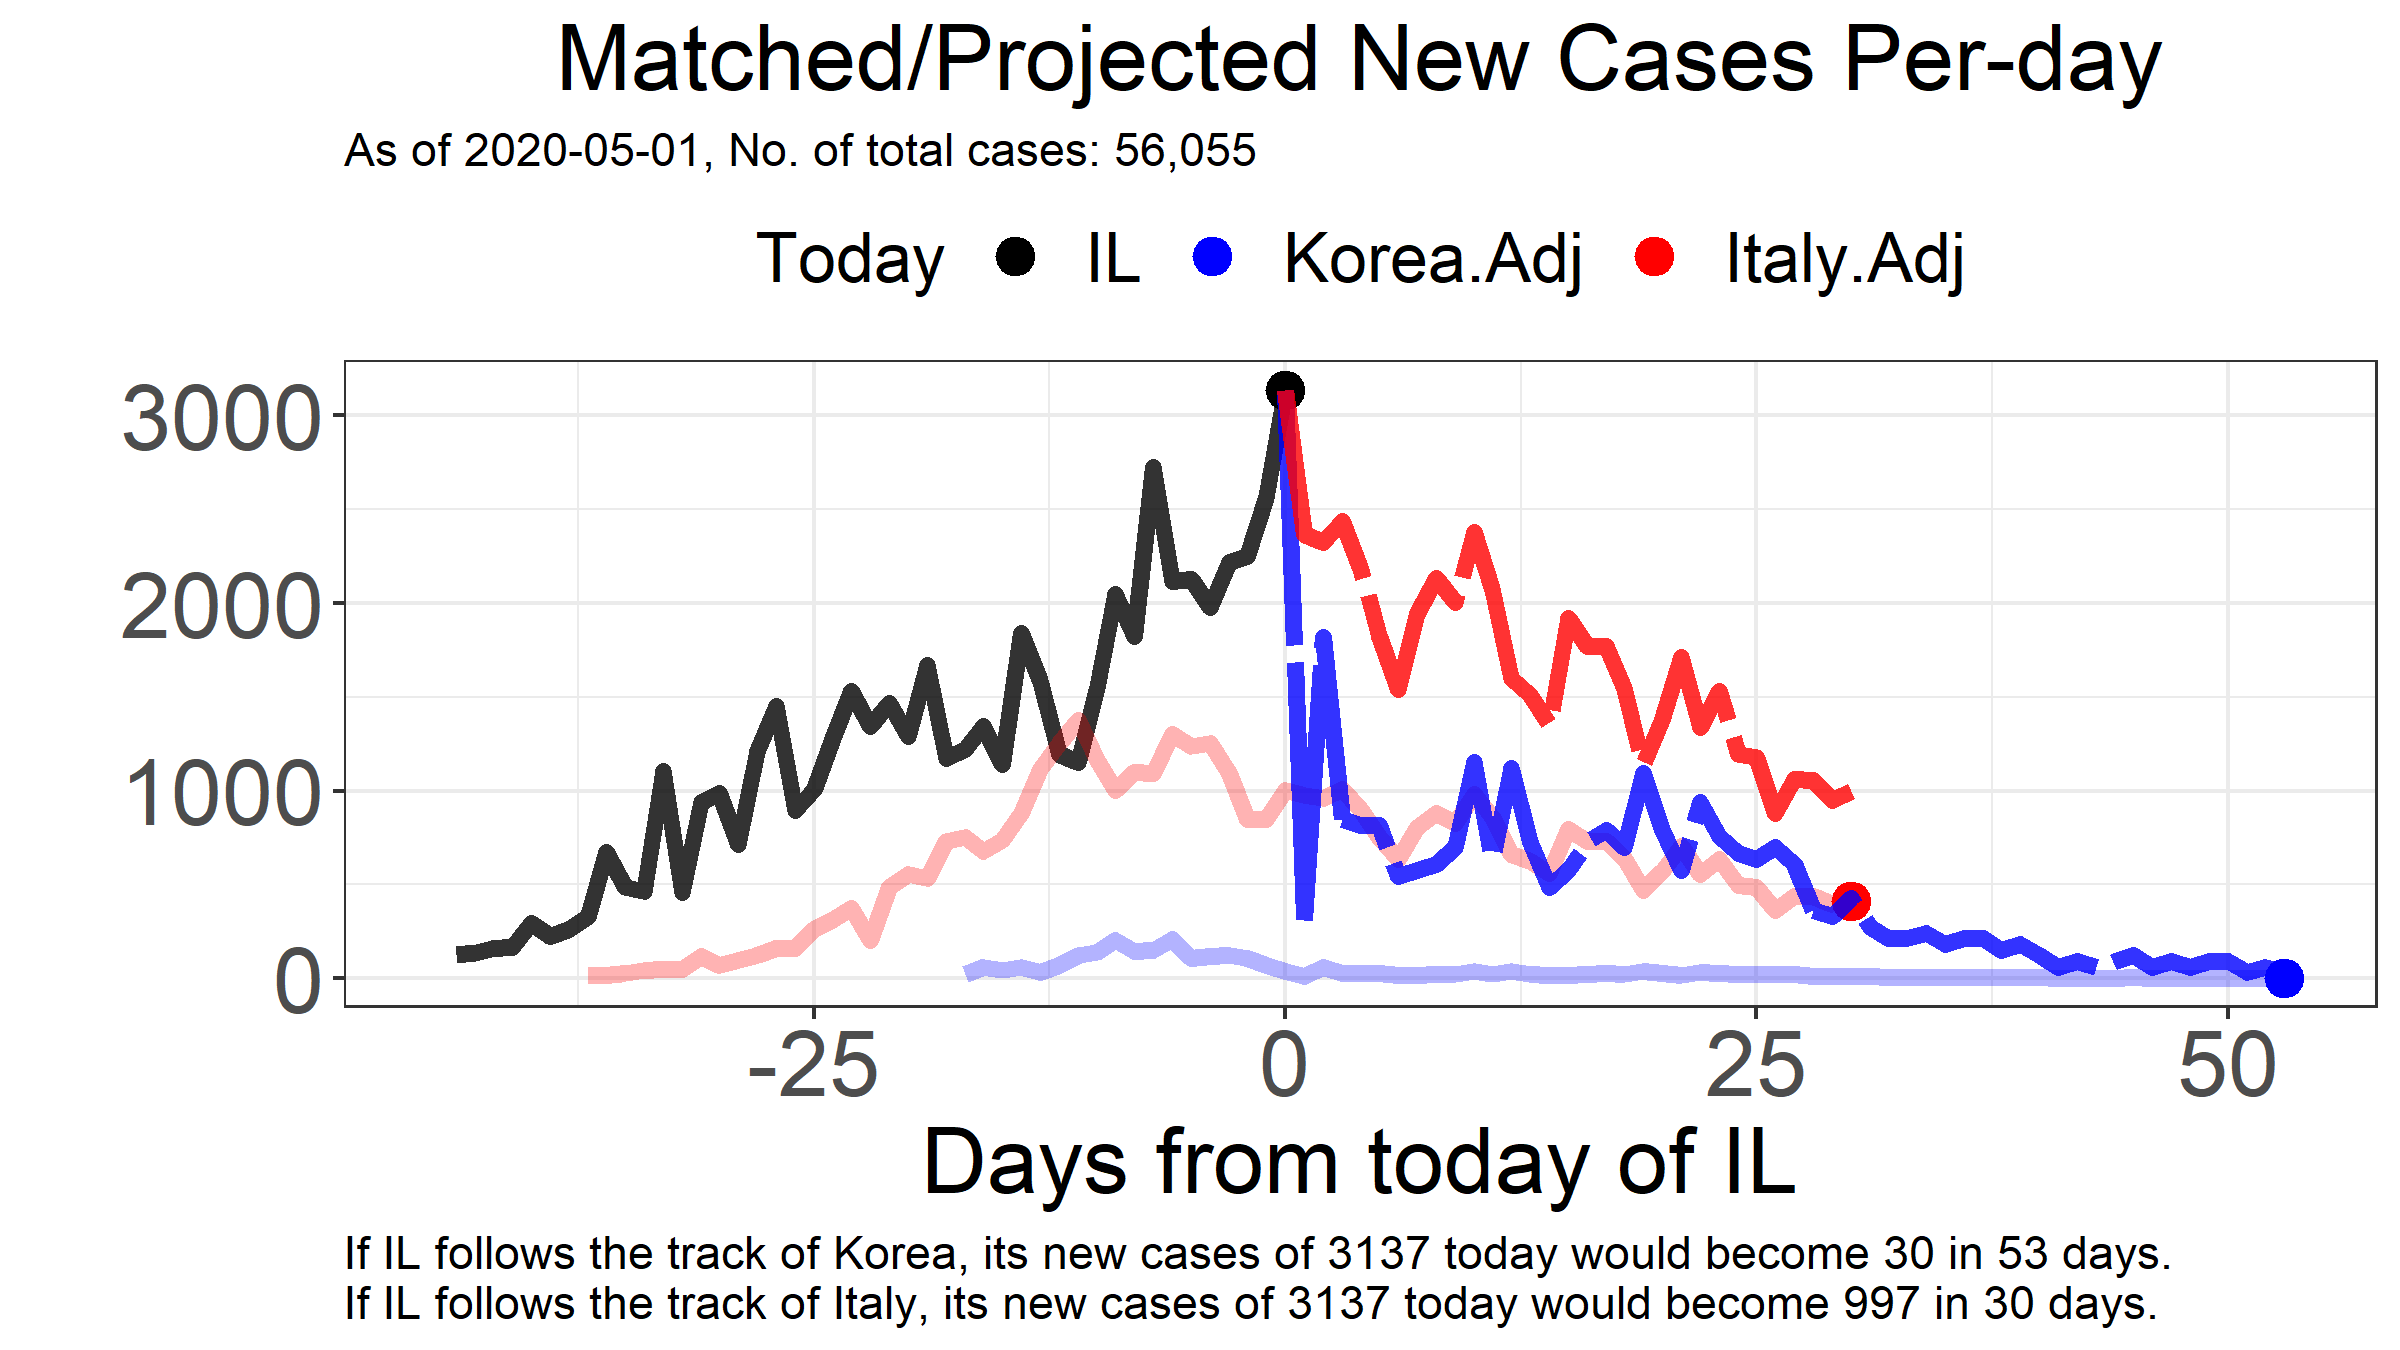 Matched/Projected New Cases Per-day
As of 2020-05-01, No. of total cases: 56,055
Today IL Korea.Adj Italy.Adj
3000
2000
1000
0
-25 0 25 50
Days from today of IL
If IL follows the track of Korea, its new cases of 3137 today would become 30 in 53 days.
If IL follows the track of Italy, its new cases of 3137 today would become 997 in 30 days.